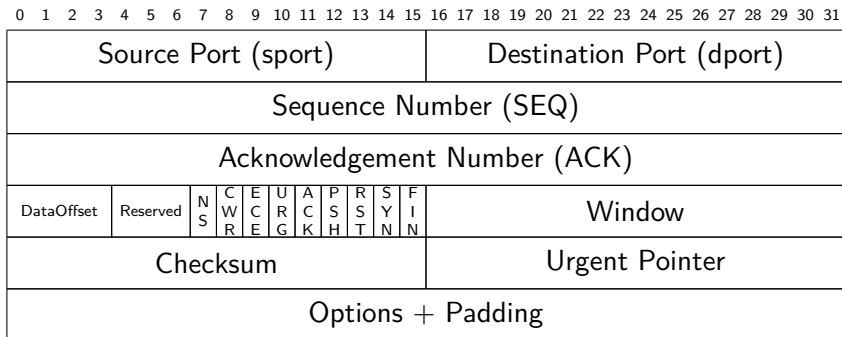 0 1 2 3 4 5 6 7 8 9 10 11 12 13 14 15 16 17 18 19 20 21 22 23 24 25 26 27 28 29 30 31
Source Port (sport) Destination Port (dport)
Sequence Number (SEQ)
Acknowledgement Number (ACK)
DataOffset Reserved NS CWR ECE URG ACK PSH RST SYN FIN Window
Checksum Urgent Pointer
Options + Padding